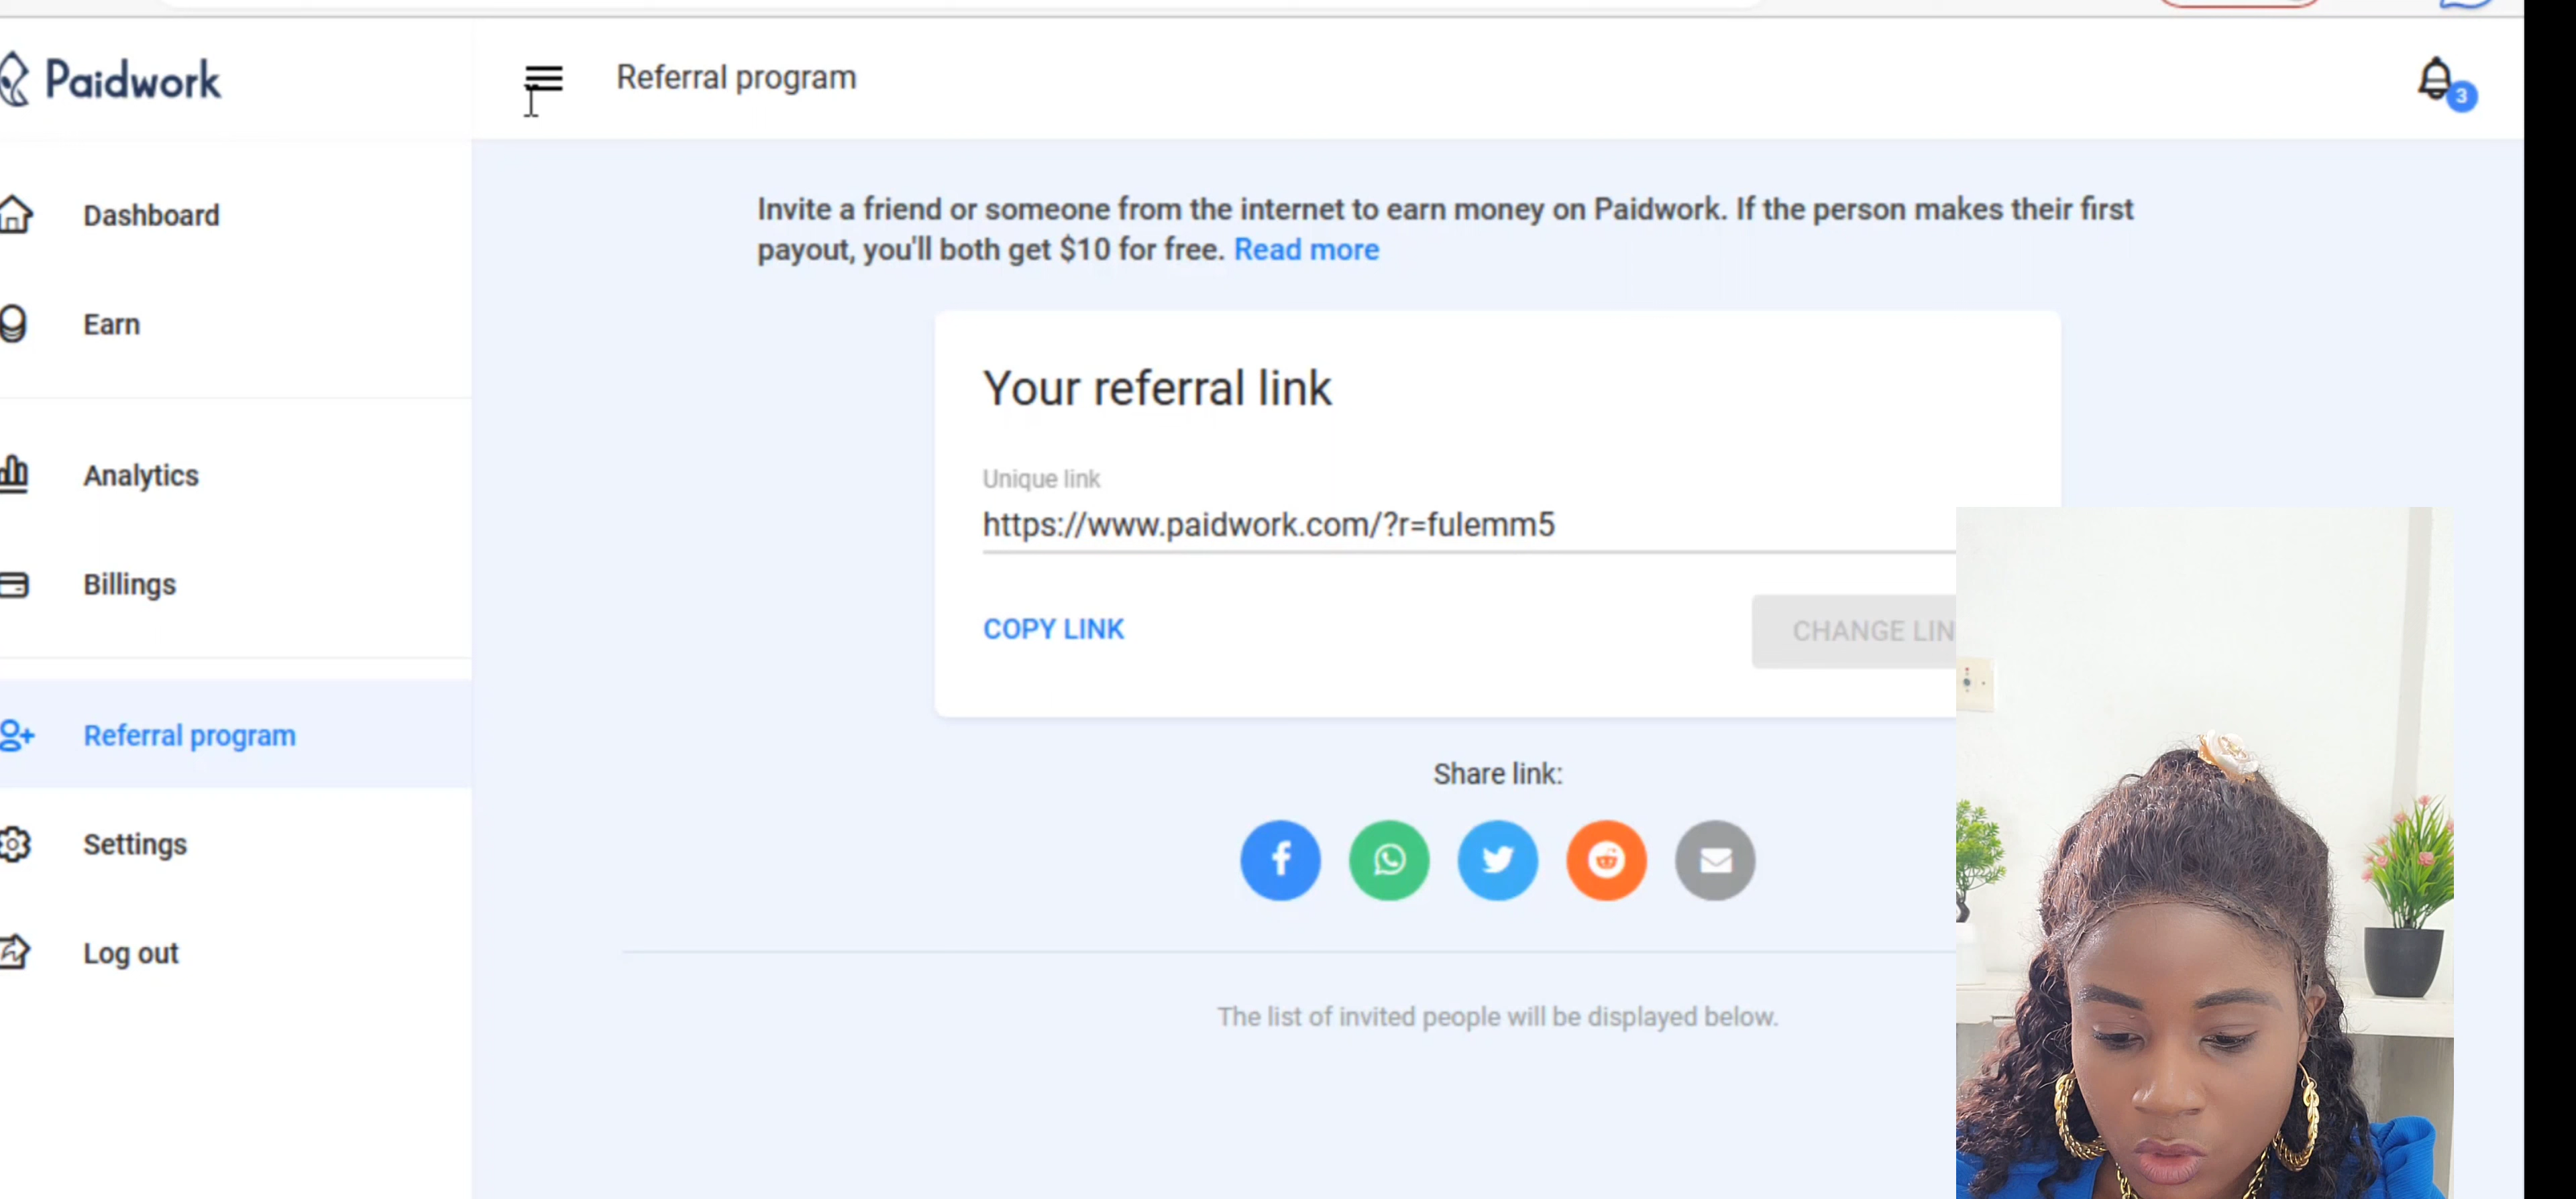 Paidwork
Referral program
3
Dashboard
Earn
Analytics
Billings
Referral program
Settings
Log out
Invite a friend or someone from the internet to earn money on Paidwork. If the person makes their first
payout, you'll both get $10 for free. Read more
Your referral link
Unique link
https://www.paidwork.com/?r=fulemm5
COPY LINK
CHANGE LIN
Share link:
The list of invited people will be displayed below.